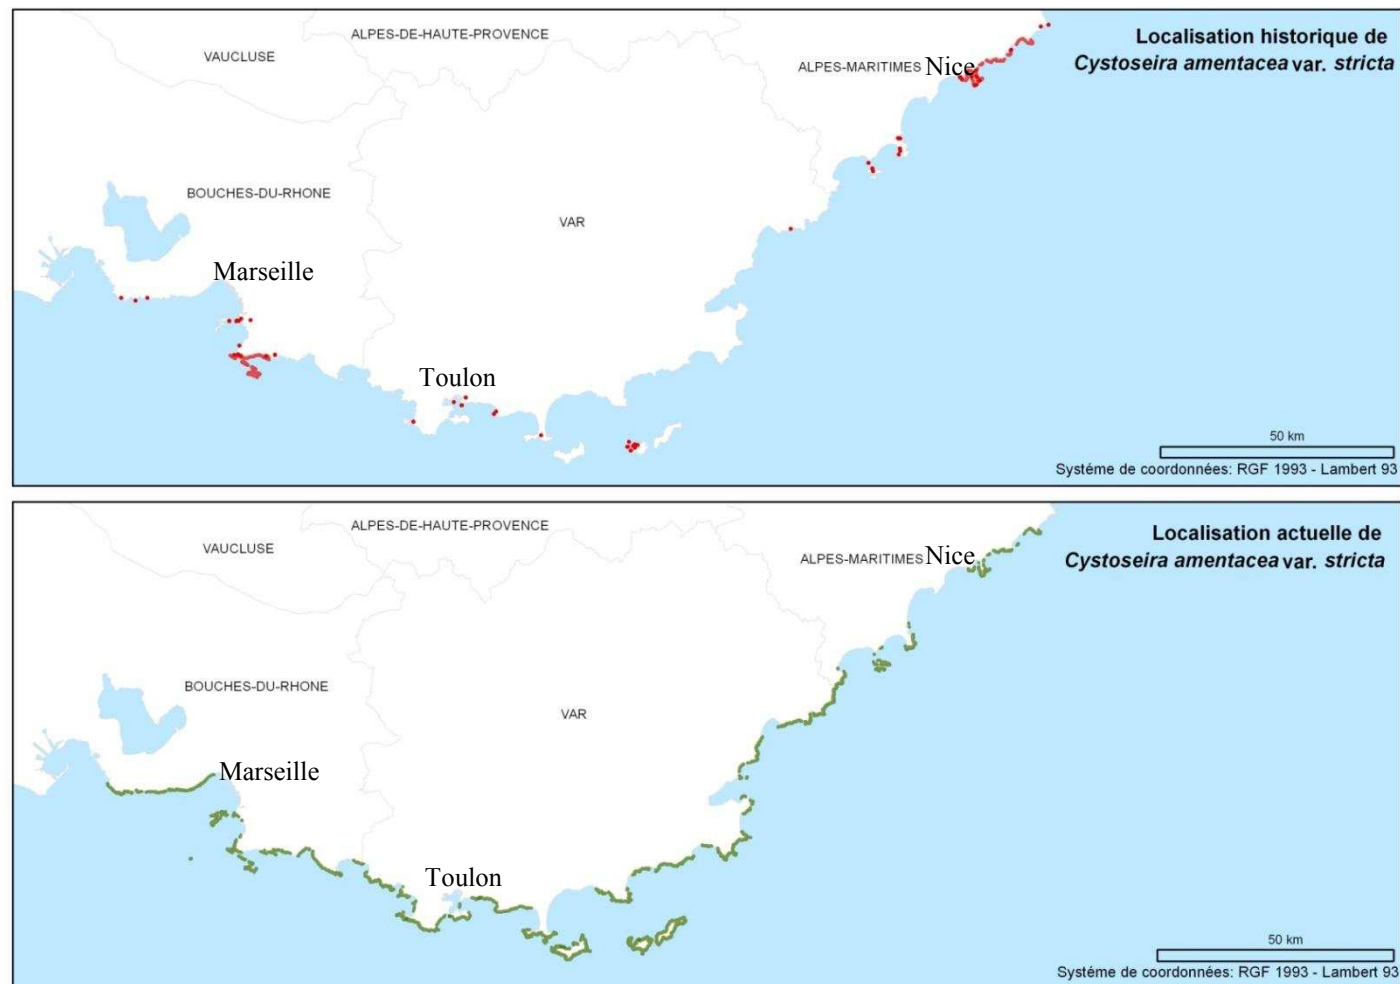 ALPES-DE-HAUTE-PROVENCE
Localisation historique de
Cystoseira amentacea var. stricta
VAUCLUSE
ALPES-MARITIMES Nice
BOUCHES-DU-RHONE
VAR
Marseille
Toulon
50 km
Systéme de coordonnées: RGF 1993 - Lambert 93
ALPES-DE-HAUTE-PROVENCE
Localisation actuelle de
Cystoseira amentacea var. stricta
VAUCLUSE
ALPES-MARITIMES Nice
BOUCHES-DU-RHONE
VAR
Marseille
Toulon
50 km
Systéme de coordonnées: RGF 1993 - Lambert 93